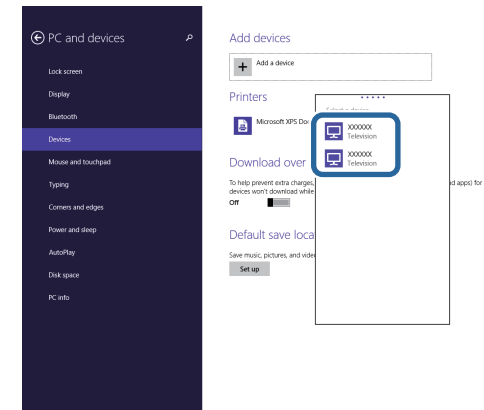 PC and devices
Lock screen
Display
Bluetooth
Devices
Mouse and touchpad
Typing
Corners and edges
Power and sleep
AutoPlay
Disk space
PC info
Add devices
Add a device
Printers
Microsoft XPS Do
XXXXXX
Television
XXXXXX
Television
Download over
To help prevent extra charges, nd apps) for
devices won't download while
Off
Default save loca
Save music, pictures, and vide
Set up